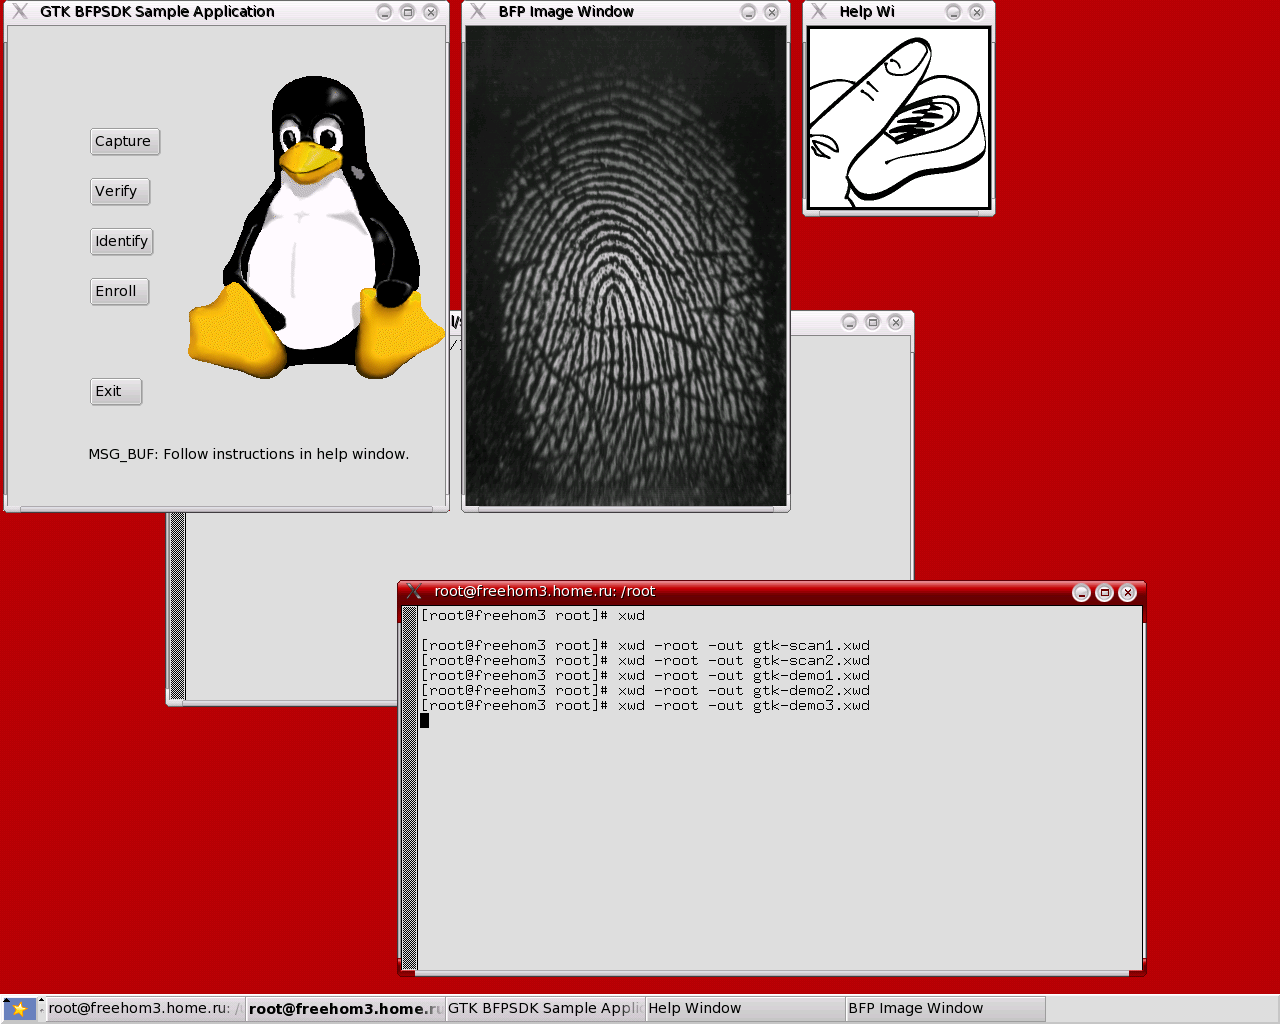 GTK BFPSDK Sample Application
Capture
Verify
Identify
Enroll
Exit
MSG_BUF: Follow instructions in help window.
BFP Image Window
Help Wi
root@freehom3.home.ru: /root
[root@freehom3 root]# xwd
[root@freehom3 root]# xwd -root -out gtk-scan1.xwd
[root@freehom3 root]# xwd -root -out gtk-scan2.xwd
[root@freehom3 root]# xwd -root -out gtk-demo1.xwd
[root@freehom3 root]# xwd -root -out gtk-demo2.xwd
[root@freehom3 root]# xwd -root -out gtk-demo3.xwd
root@freehom3.home.ru: /
root@freehom3.home.ru
GTK BFPSDK Sample Appli
Help Window
BFP Image Window